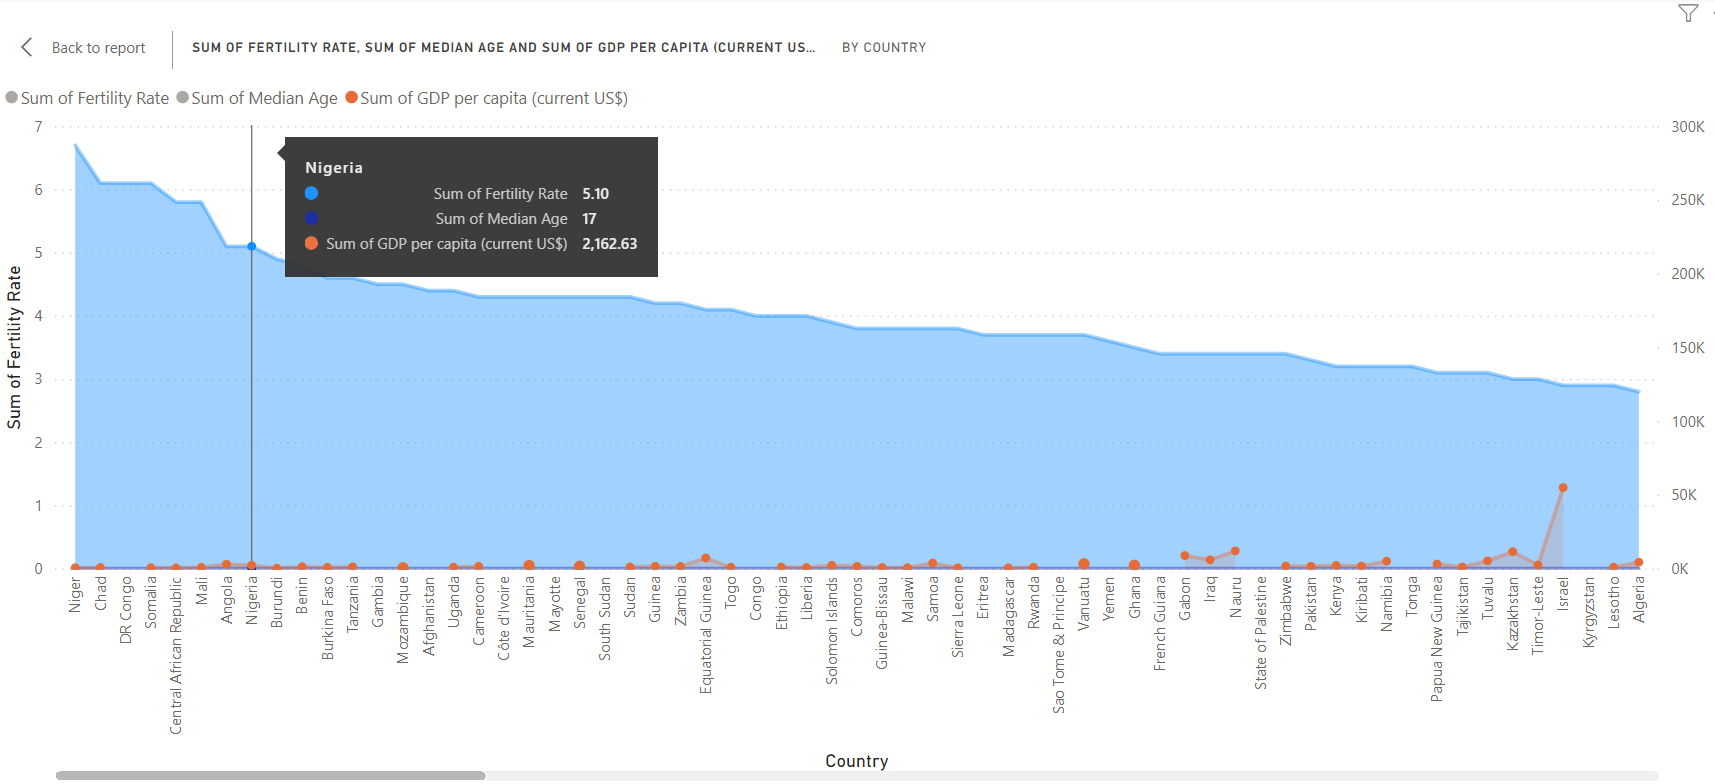 Back to report
SUM OF FERTILITY RATE, SUM OF MEDIAN AGE AND SUM OF GDP PER CAPITA (CURRENT US... BY COUNTRY
Sum of Fertility Rate Sum of Median Age Sum of GDP per capita (current US$)
Sum of Fertility Rate
7
6
5
4
3
2
1
0
Nigeria
Sum of Fertility Rate 5.10
Sum of Median Age 17
Sum of GDP per capita (current US$) 2,162.63
300K
250K
200K
150K
100K
50K
0K
Niger
Chad
DR Congo
Somalia
Central African Republic
Mali
Angola
Nigeria
Burundi
Benin
Burkina Faso
Tanzania
Gambia
Mozambique
Afghanistan
Uganda
Cameroon
Côte d'Ivoire
Mauritania
Mayotte
Senegal
South Sudan
Sudan
Guinea
Zambia
Equatorial Guinea
Togo
Congo
Ethiopia
Liberia
Solomon Islands
Comoros
Guinea-Bissau
Malawi
Samoa
Sierra Leone
Eritrea
Madagascar
Rwanda
Sao Tome & Principe
Vanuatu
Yemen
Ghana
French Guiana
Gabon
Iraq
Nauru
State of Palestine
Zimbabwe
Pakistan
Kenya
Kiribati
Namibia
Tonga
Papua New Guinea
Tajikistan
Tuvalu
Kazakhstan
Timor-Leste
Israel
Kyrgyzstan
Lesotho
Algeria
Country